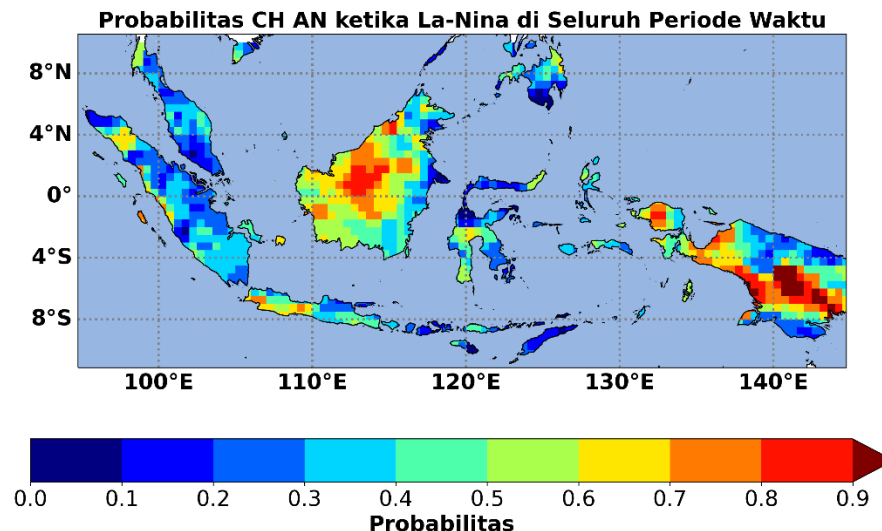 Probabilitas CH AN ketika La-Nina di Seluruh Periode Waktu
8°N
4°N
0°
4°S
8°S
100°E 110°E 120°E 130°E 140°E
0.0 0.1 0.2 0.3 0.4 0.5 0.6 0.7 0.8 0.9
Probabilitas